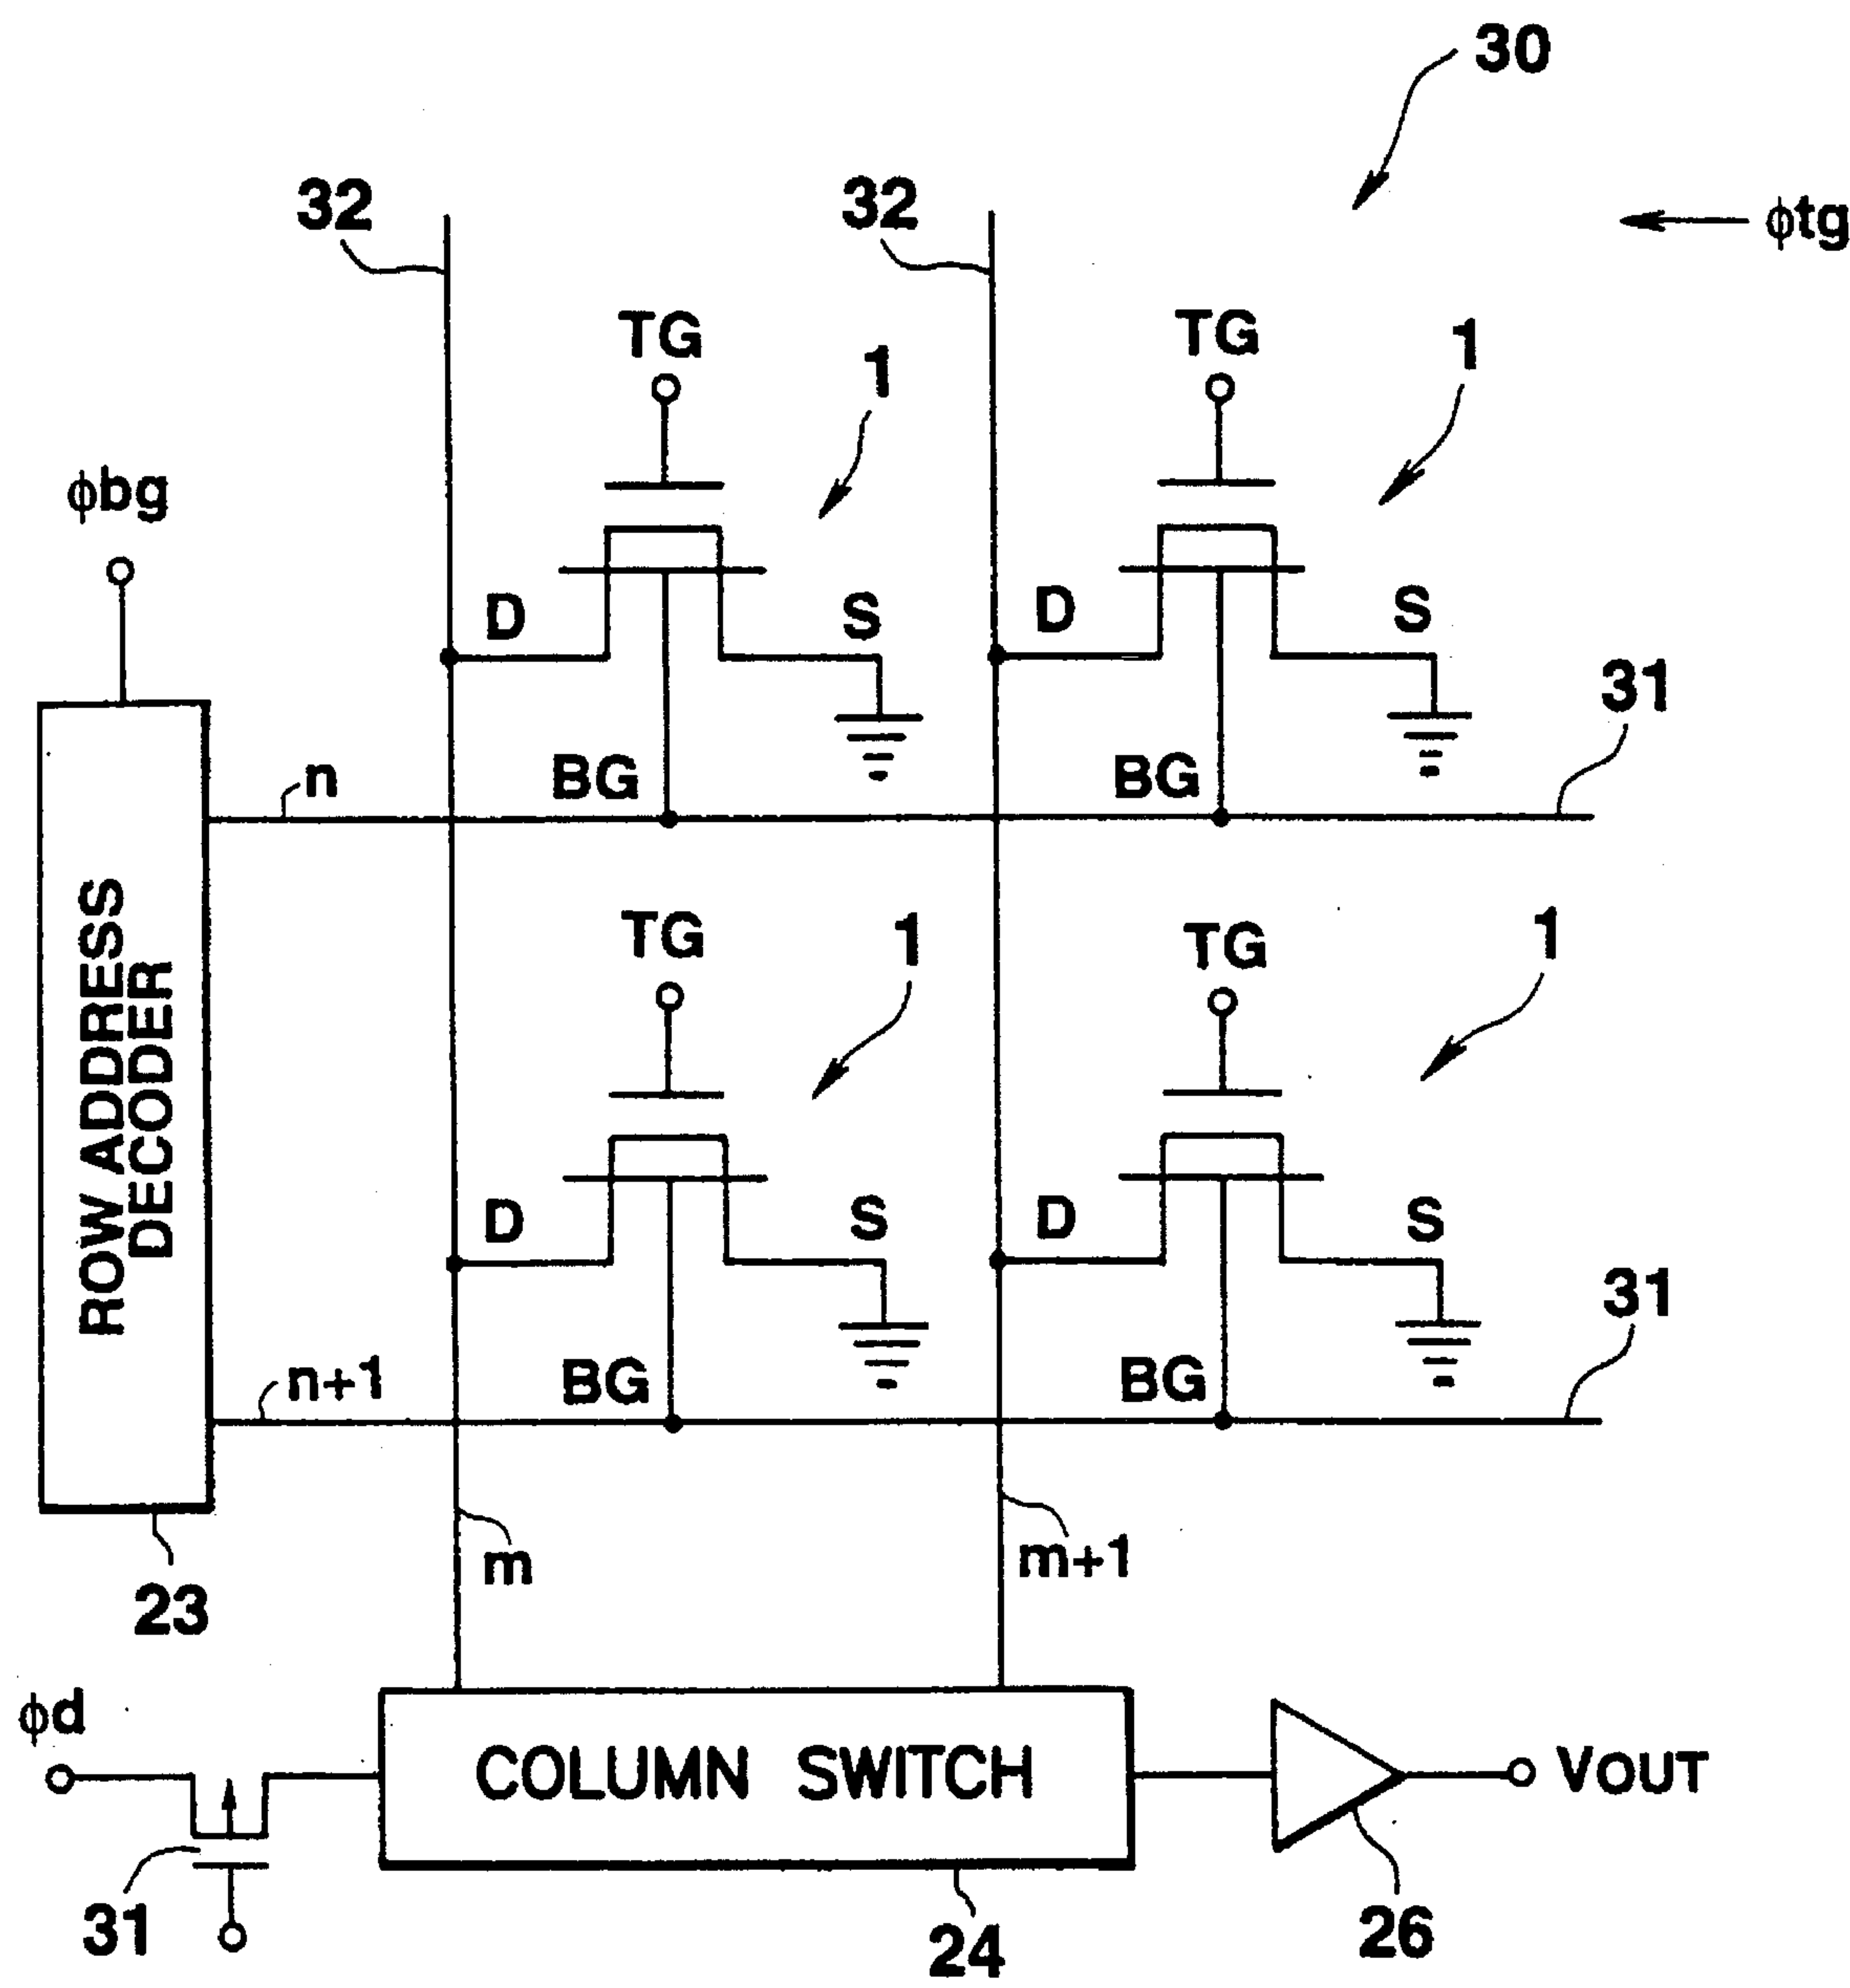 30
32
32
ϕtg
TG
TG
1
1
ϕbg
D
S
D
S
31
n
BG
BG
ROW ADDRESS
DECODER
TG
1
TG
1
D
S
D
S
31
n+1
BG
BG
m
m+1
23
ϕd
COLUMN SWITCH
VOUT
31
24
26